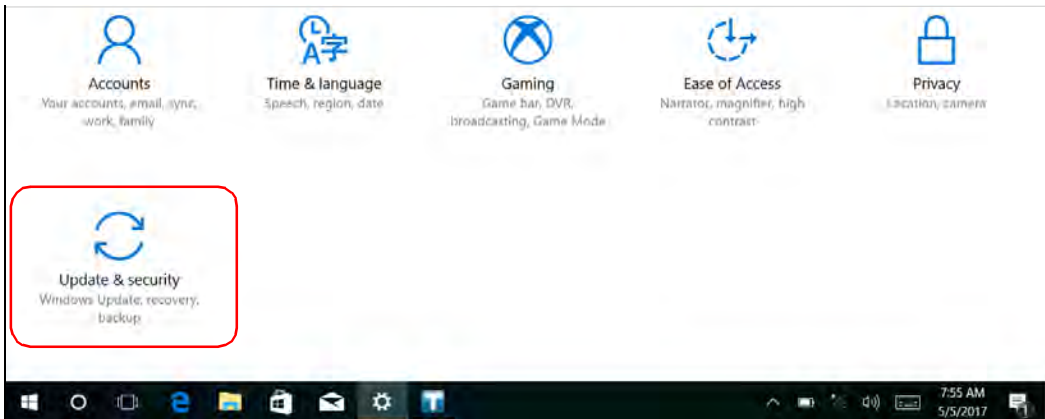 A字
Accounts
Your accounts, email, sync,
work, family
Time & language
Speech, region, date
Gaming
Game bar, DVR,
broadcasting, Game Mode
Ease of Access
Narrator, magnifier, high
contrast
Privacy
Location, camera
Update & security
Windows Update, recovery,
backup
7:55 AM
5/5/2017